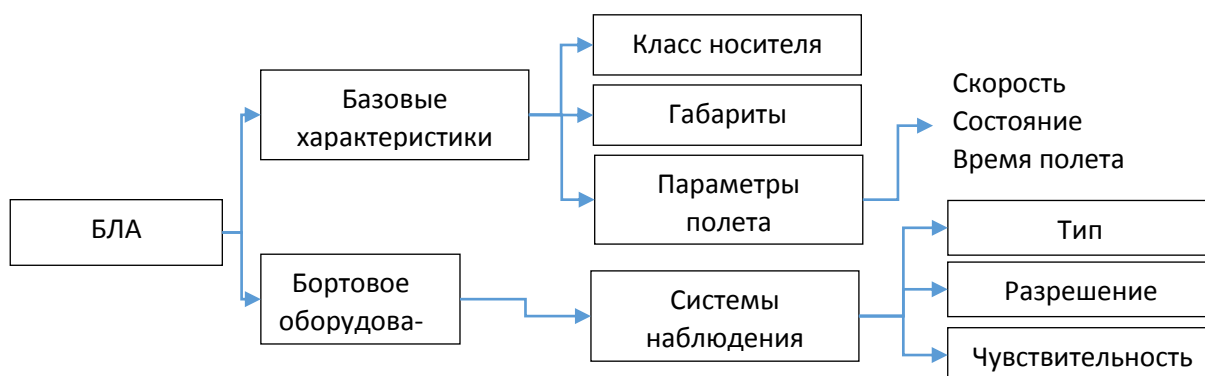 БЛА
Базовые
характеристики
Бортовое
оборудова-
Класс носителя
Габариты
Параметры
полета
Системы
наблюдения
Скорость
Состояние
Время полета
Тип
Разрешение
Чувствительность